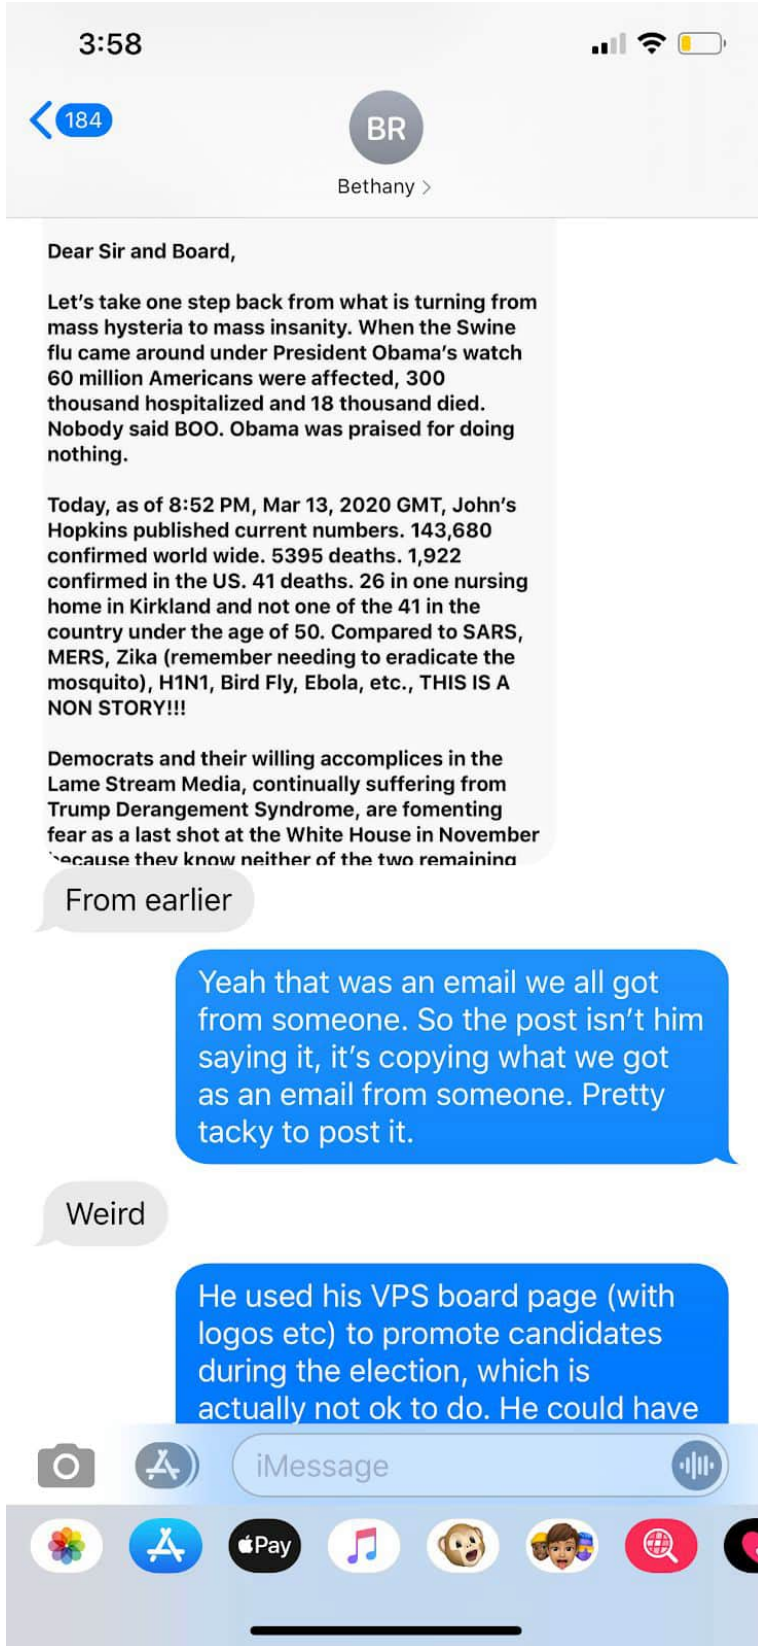 3:58
184
BR
Bethany
Dear Sir and Board,
Let's take one step back from what is turning from
mass hysteria to mass insanity. When the Swine
flu came around under President Obama's watch
60 million Americans were affected, 300
thousand hospitalized and 18 thousand died.
Nobody said BOO. Obama was praised for doing
nothing.
Today, as of 8:52 PM, Mar 13, 2020 GMT, John's
Hopkins published current numbers. 143,680
confirmed world wide. 5395 deaths. 1,922
confirmed in the US. 41 deaths. 26 in one nursing
home in Kirkland and not one of the 41 in the
country under the age of 50. Compared to SARS,
MERS, Zika (remember needing to eradicate the
mosquito), H1N1, Bird Fly, Ebola, etc., THIS IS A
NON STORY!!!
Democrats and their willing accomplices in the
Lame Stream Media, continually suffering from
Trump Derangement Syndrome, are fomenting
fear as a last shot at the White House in November
because they know neither of the two remaining
From earlier
Yeah that was an email we all got
from someone. So the post isn't him
saying it, it's copying what we got
as an email from someone. Pretty
tacky to post it.
Weird
He used his VPS board page (with
logos etc) to promote candidates
during the election, which is
actually not ok to do. He could have
iMessage
Pay